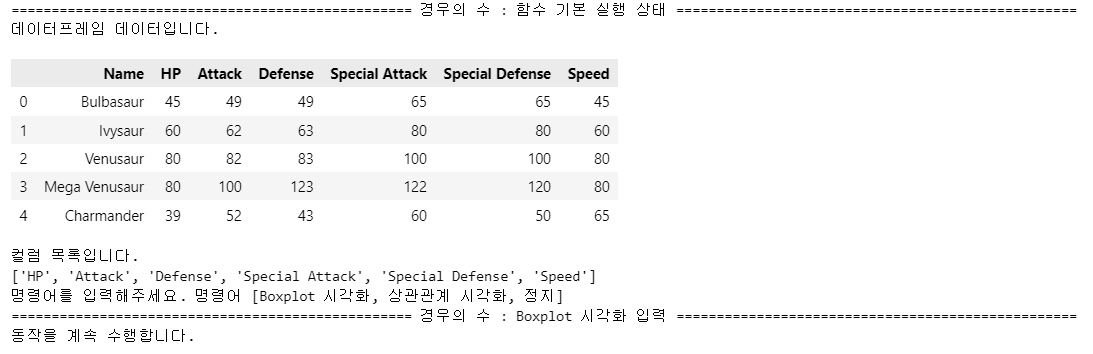 ================================================== 경우의 수 : 함수 기본 실행 상태 ==================================================
데이터프레임 데이터입니다.
Name HP Attack Defense Special Attack Special Defense Speed
0 Bulbasaur 45 49 49 65 65 45
1 Ivysaur 60 62 63 80 80 60
2 Venusaur 80 82 83 100 100 80
3 Mega Venusaur 80 100 123 122 120 80
4 Charmander 39 52 43 60 50 65
컬럼 목록입니다.
['HP', 'Attack', 'Defense', 'Special Attack', 'Special Defense', 'Speed']
명령어를 입력해주세요. 명령어 [Boxplot 시각화, 상관관계 시각화, 정지]
================================================== 경우의 수 : Boxplot 시각화 입력 ==================================================
동작을 계속 수행합니다.